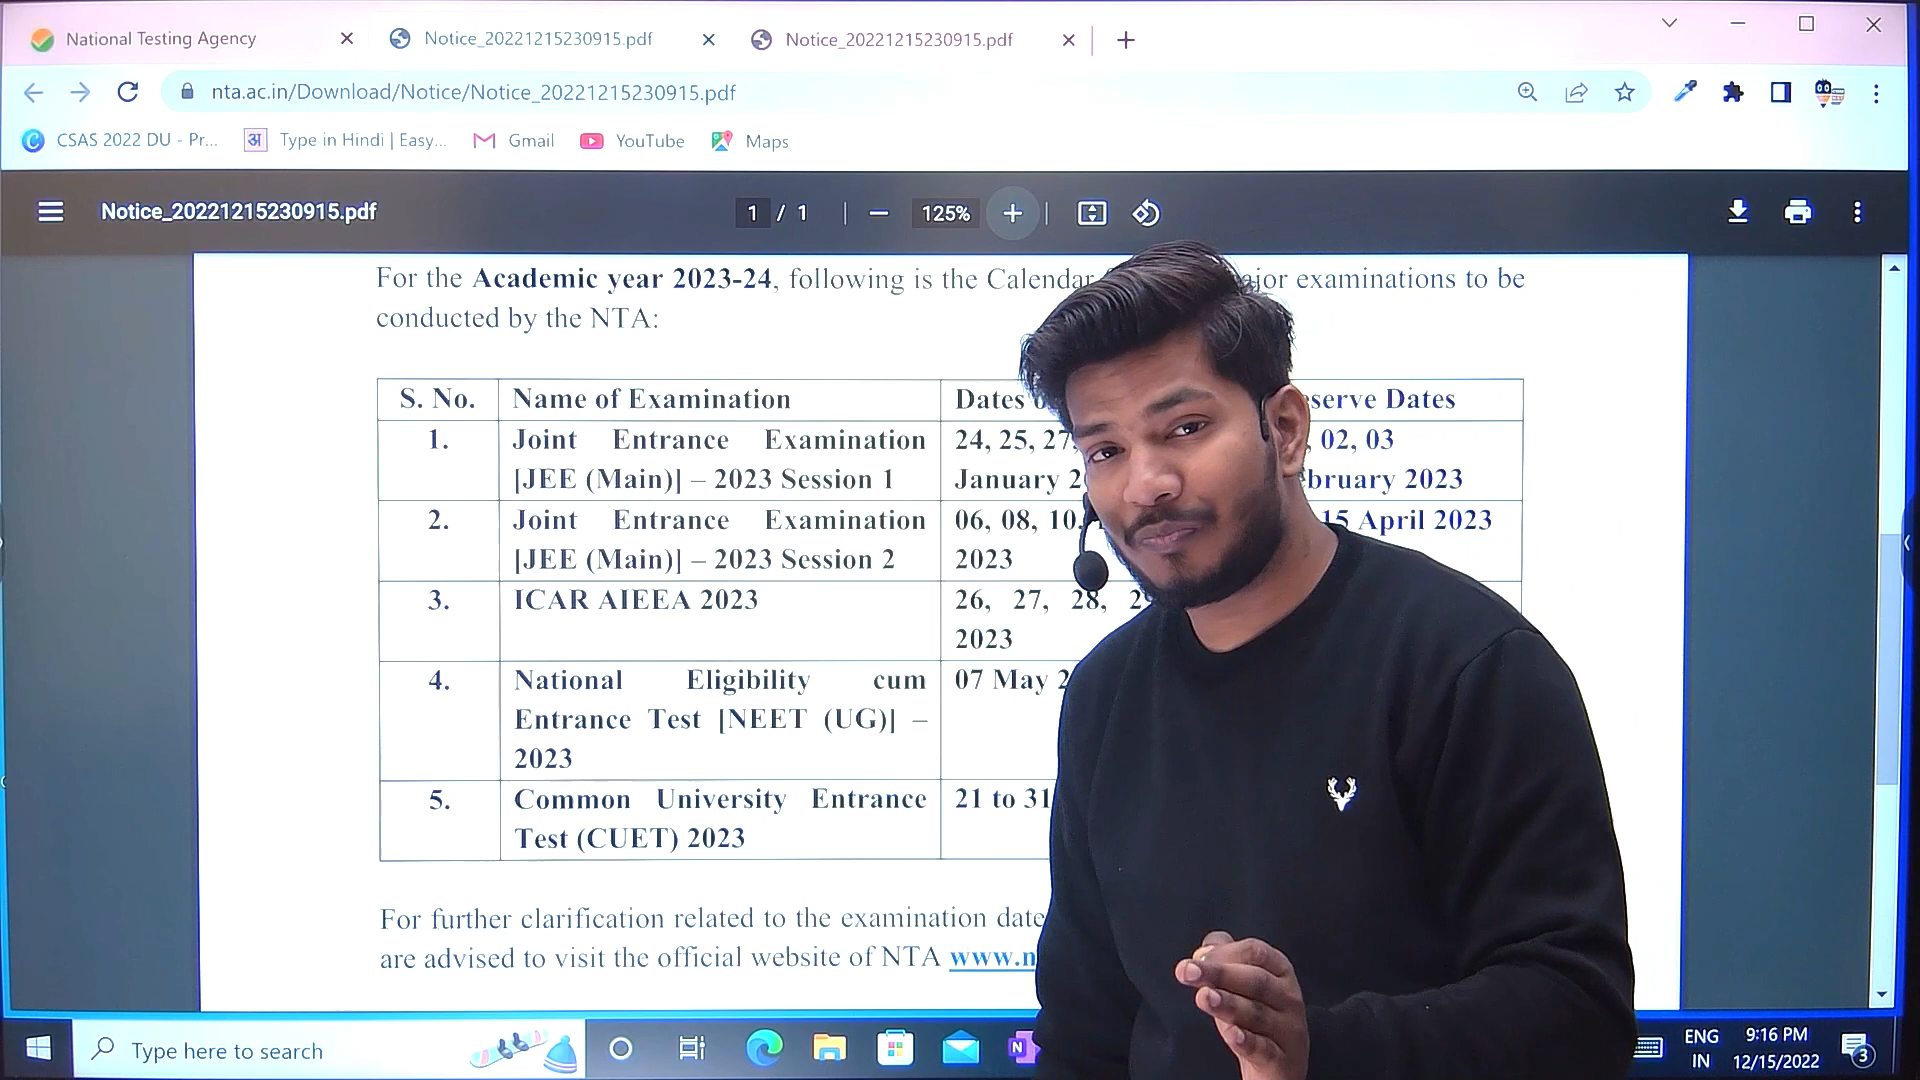 National Testing Agency
Notice_20221215230915.pdf
Notice_20221215230915.pdf
nta.ac.in/Download/Notice/Notice_20221215230915.pdf
CSAS 2022 DU - Pr...
अ
Type in Hindi | Easy...
Gmail
YouTube
Maps
Notice_20221215230915.pdf
1 / 1
125%
For the Academic year 2023-24, following is the Calendar examinations to be
conducted by the NTA:
S. No. Name of Examination Dates Dates
1. Joint Entrance Examination 24, 25, 27, 02, 03
[JEE (Main)] – 2023 Session 1 January 2023
2. Joint Entrance Examination 06, 08, 10, 15 April 2023
[JEE (Main)] – 2023 Session 2 2023
3. ICAR AIEEA 2023 26, 27, 28,
2023
4. National Eligibility cum 07 May
Entrance Test [NEET (UG)] –
2023
5. Common University Entrance 21 to 31
Test (CUET) 2023
For further clarification related to the examination
are advised to visit the official website of NTA
Type here to search
N
ENG
IN
9:16 PM
12/15/2022
3